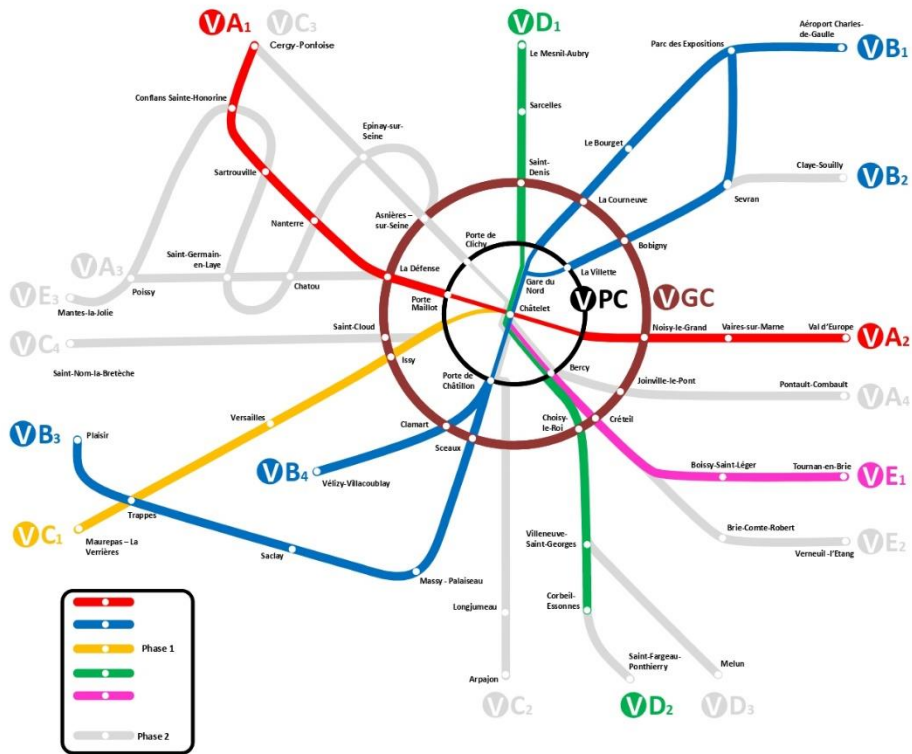 VA1
VC3
VD1
Cergy-Pontoise
Le Mesnil-Aubry
Parc des Expositions
Aéroport Charles-
de-Gaulle
VB1
Conflans Sainte-Honorine
Sarcelles
Epinay-sur-
Seine
Le Bourget
Saint-
Denis
Claye-Souilly
VB2
Sartrouville
Sevran
La Courneuve
Nanterre
Asnières –
sur-Seine
Porte de
Clichy
Bobigny
VA3
Saint-Germain-
en-Laye
La Défense
La Villette
Gare du
Nord
VE3
Poissy
Chatou
Mantes-la-Jolie
Porte
Maillot
Châtelet
VPC
VGC
Saint-Cloud
Noisy-le-Grand
Vaires-sur-Marne
Val d'Europe
VA2
VC4
Saint-Nom-la-Bretèche
Issy
Bercy
Porte de
Châtillon
Joinville-le-Pont
Pontault-Combault
VA4
Versailles
Clamart
Choisy-
le-Roi
Créteil
VB3
Plaisir
Sceaux
VB4
Vélizy-Villacoublay
Boissy-Saint-Léger
Tournan-en-Brie
VE1
Trappes
VC1
Maurepas – La
Verrières
Saclay
Massy - Palaiseau
Villeneuve-
Saint-Georges
Brie-Comte-Robert
Verneuil -l'Etang
VE2
Longjumeau
Corbeil-
Essonnes
Phase 1
Saint-Fargeau-
Ponthierry
Melun
Arpajon
VC2
VD2
VD3
Phase 2